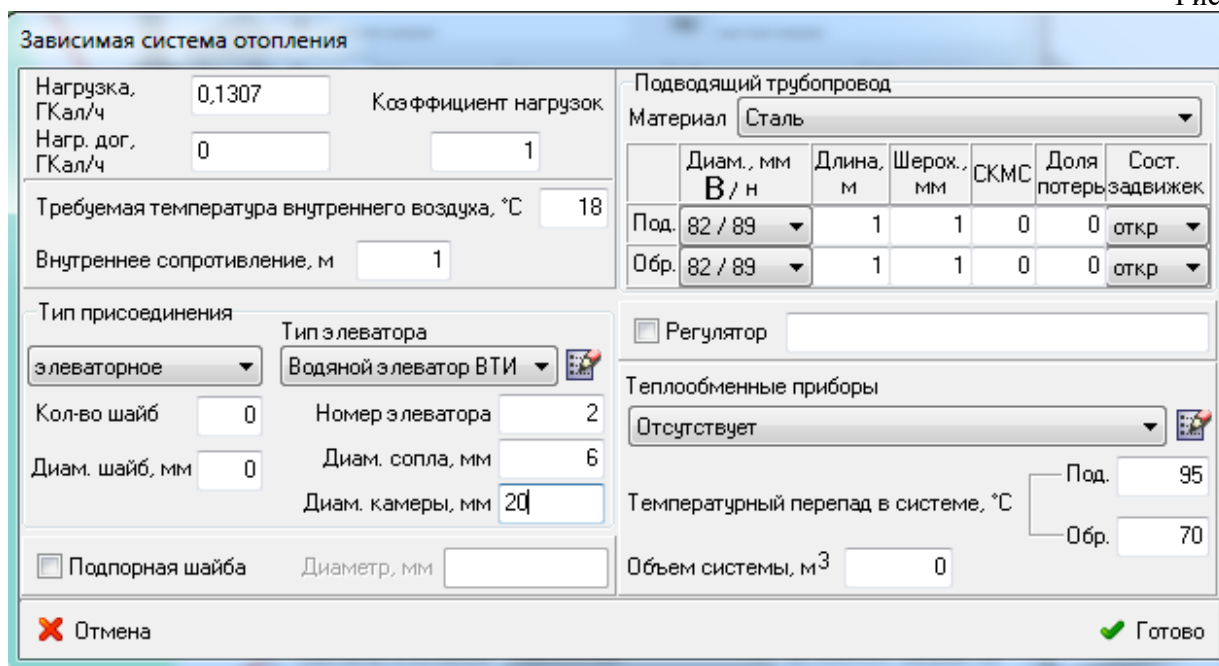 Рис
Зависимая система отопления
Нагрузка, ГКал/ч 0,1307 Коэффициент нагрузок
Нагр. дог, ГКал/ч 0 1
Требуемая температура внутреннего воздуха, °С 18
Внутреннее сопротивление, м 1
Тип присоединения
Тип элеватора
элеваторное Водяной элеватор ВТИ
Кол-во шайб 0 Номер элеватора 2
Диам. шайб, мм 0 Диам. сопла, мм 6
Диам. камеры, мм 20
Подпорная шайба Диаметр, мм
Подводящий трубопровод
Материал Сталь
Диам., мм В / н Длина, м Шерох., мм СКМС Доля потерь Сост. задвижек
Под. 82 / 89 1 1 0 0 откр
Обр. 82 / 89 1 1 0 0 откр
Регулятор
Теплообменные приборы
Отсутствует
Под. 95
Температурный перепад в системе, °С
Обр. 70
Объем системы, м3 0
Отмена Готово